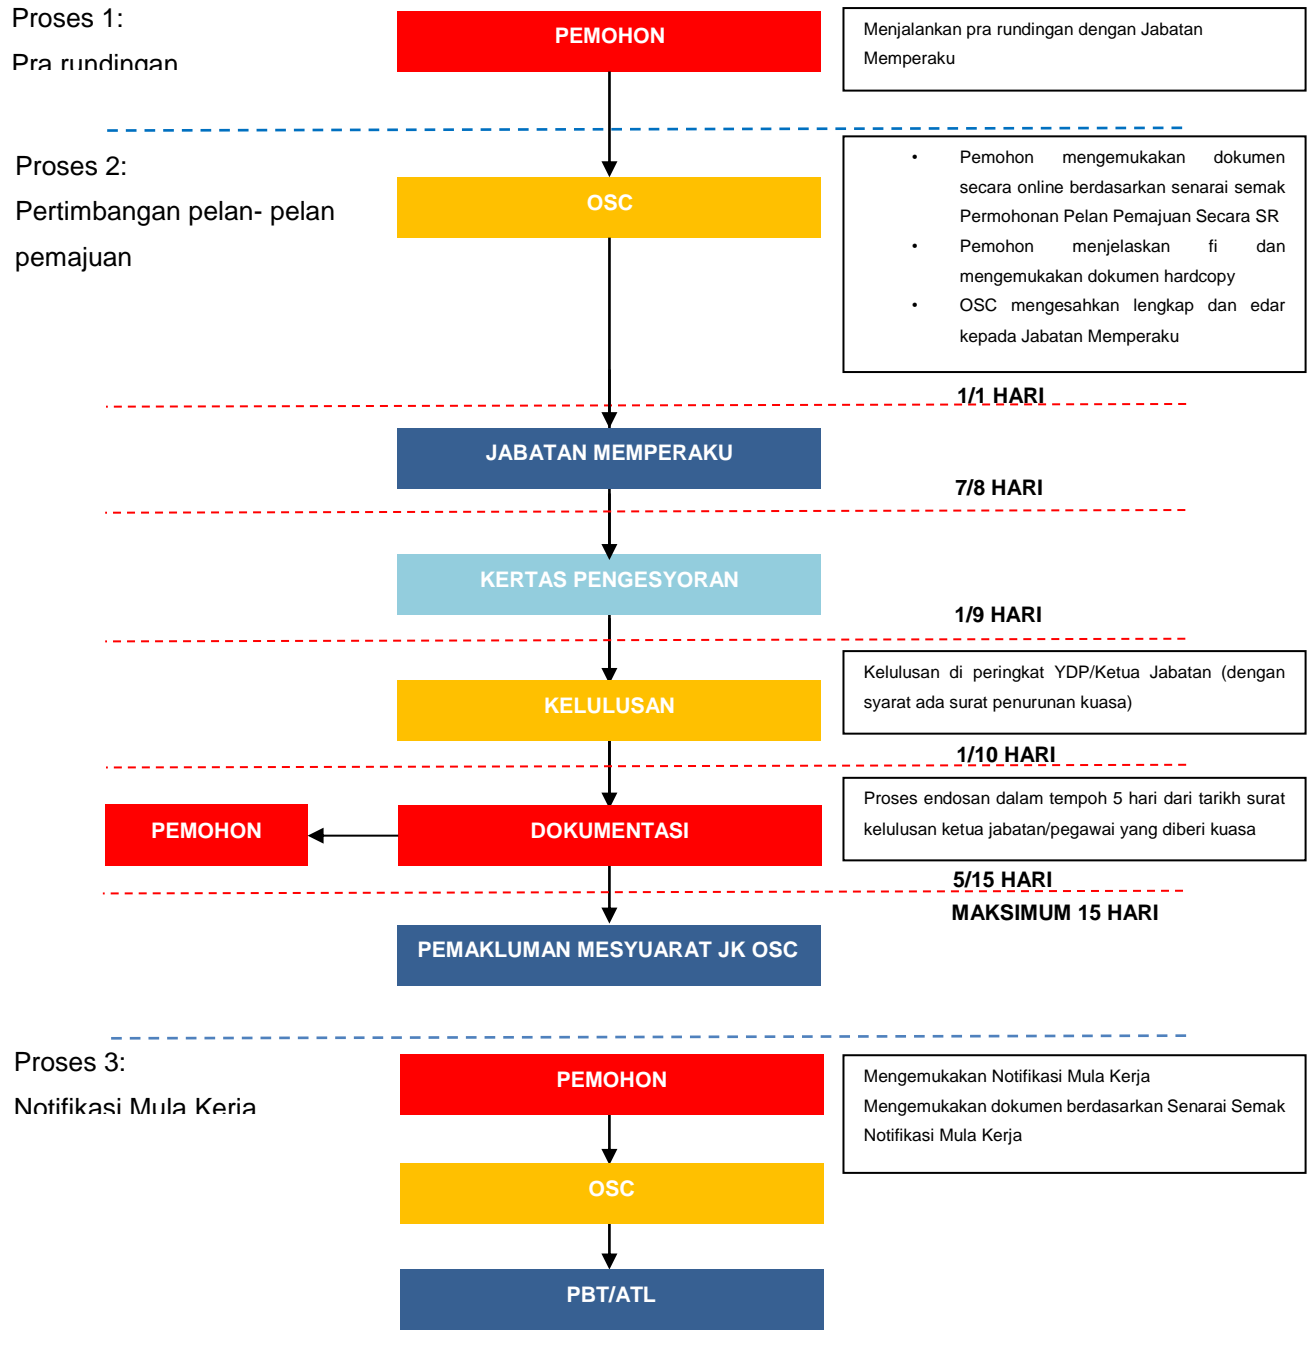 Proses 1:
Pra rundingan
PEMOHON
Menjalankan pra rundingan dengan Jabatan
Memperaku
Proses 2:
Pertimbangan pelan- pelan
pemajuan
OSC
• Pemohon mengemukakan dokumen
secara online berdasarkan senarai semak
Permohonan Pelan Pemajuan Secara SR
• Pemohon menjelaskan fi dan
mengemukakan dokumen hardcopy
• OSC mengesahkan lengkap dan edar
kepada Jabatan Memperaku
1/1 HARI
JABATAN MEMPERAKU
7/8 HARI
KERTAS PENGESYORAN
1/9 HARI
KELULUSAN
Kelulusan di peringkat YDP/Ketua Jabatan (dengan
syarat ada surat penurunan kuasa)
1/10 HARI
PEMOHON
DOKUMENTASI
Proses endosan dalam tempoh 5 hari dari tarikh surat
kelulusan ketua jabatan/pegawai yang diberi kuasa
5/15 HARI
MAKSIMUM 15 HARI
PEMAKLUMAN MESYUARAT JK OSC
Proses 3:
Notifikasi Mula Kerja
PEMOHON
Mengemukakan Notifikasi Mula Kerja
Mengemukakan dokumen berdasarkan Senarai Semak
Notifikasi Mula Kerja
OSC
PBT/ATL